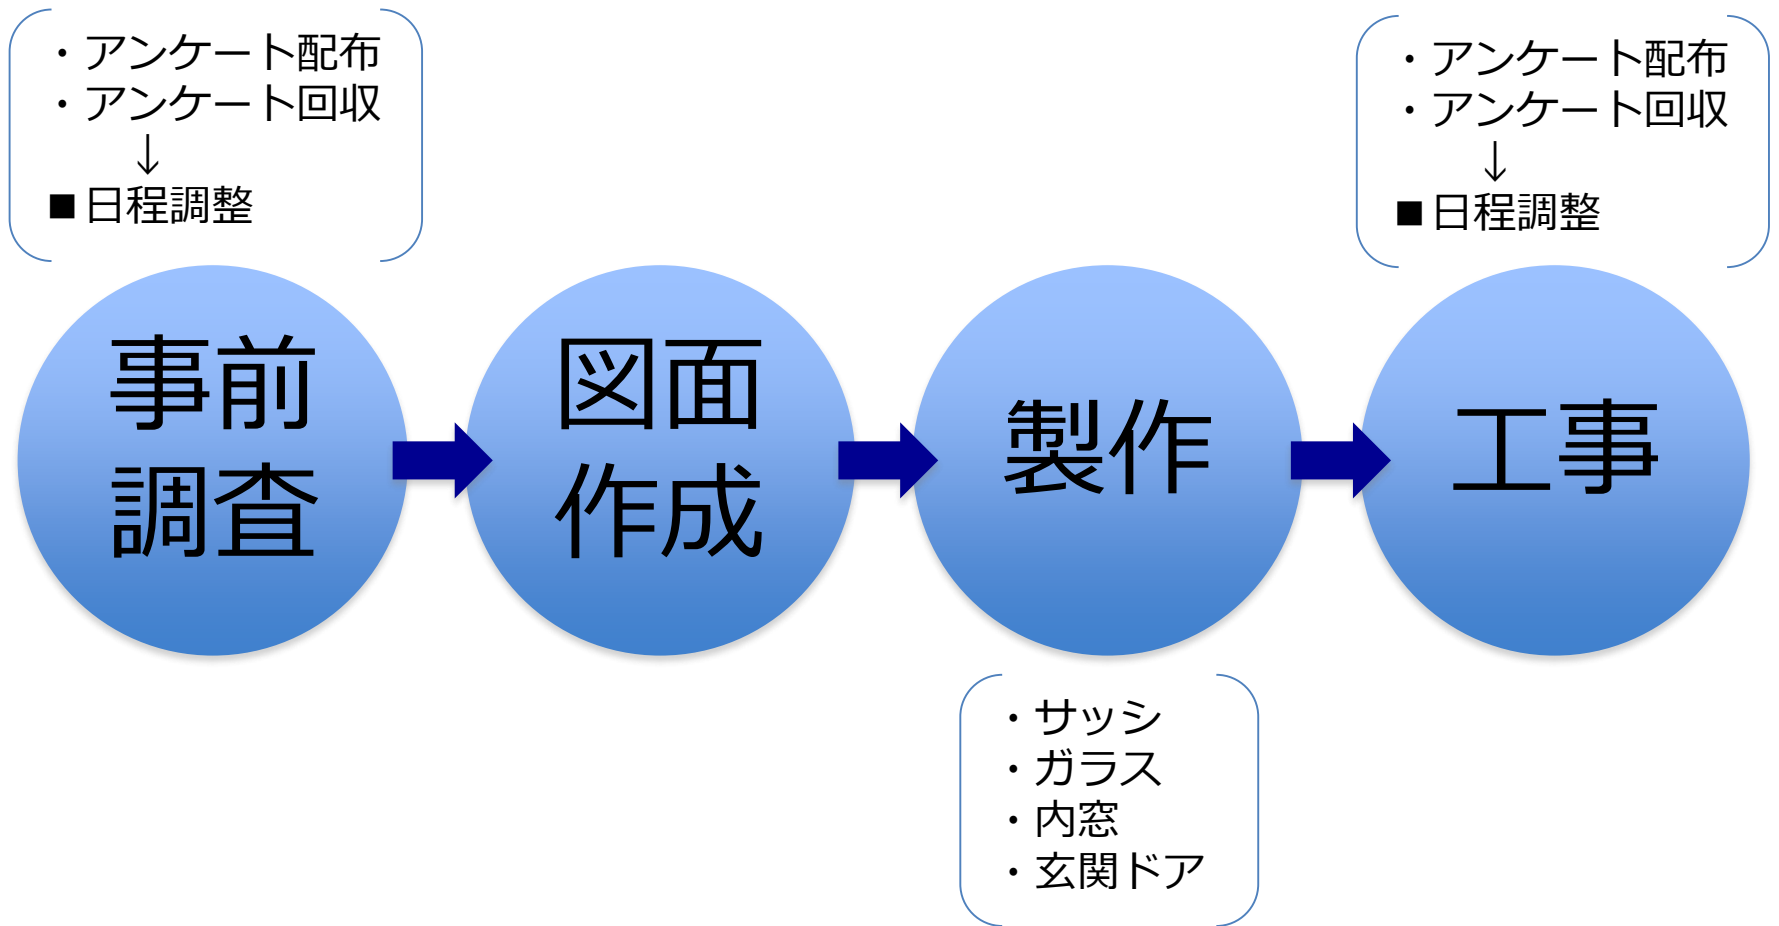 ・アンケート配布
・アンケート回収
↓
■日程調整
・アンケート配布
・アンケート回収
↓
■日程調整
事前
調査
図面
作成
製作
工事
・サッシ
・ガラス
・内窓
・玄関ドア